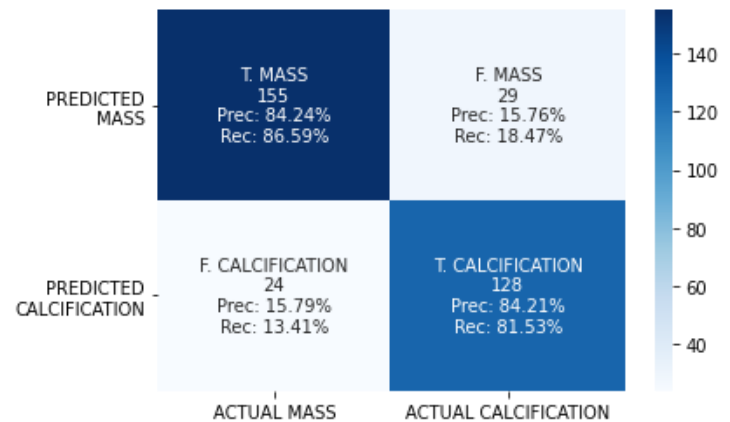 PREDICTED
MASS
T. MASS
155
Prec: 84.24%
Rec: 86.59%
F. MASS
29
Prec: 15.76%
Rec: 18.47%
PREDICTED
CALCIFICATION
F. CALCIFICATION
24
Prec: 15.79%
Rec: 13.41%
T. CALCIFICATION
128
Prec: 84.21%
Rec: 81.53%
ACTUAL MASS
ACTUAL CALCIFICATION
140
120
100
80
60
40